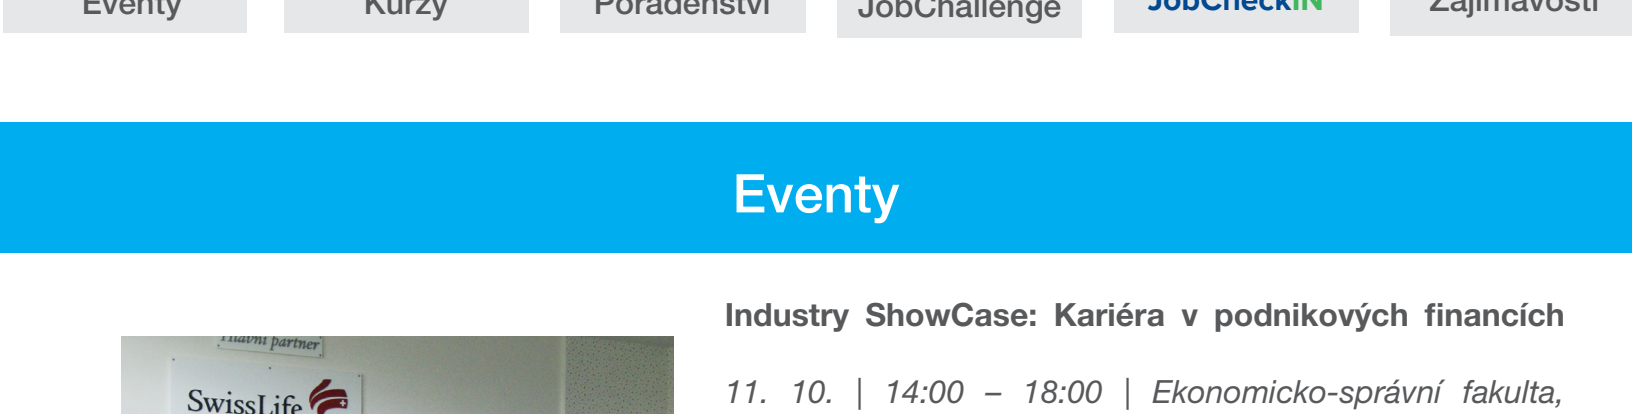 Eventy
Kurzy
Poradenství
JobChallenge
JobCheckIN
Zajímavosti
Eventy
Industry ShowCase: Kariéra v podnikových financích
11. 10. | 14:00 – 18:00 | Ekonomicko-správní fakulta,
Hlavní partner
SwissLife